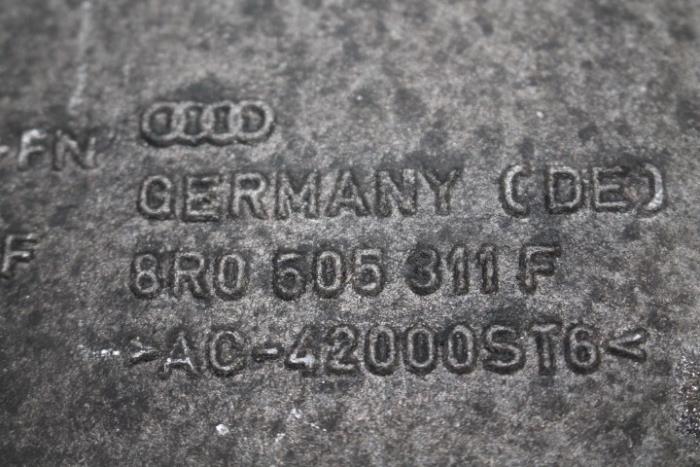 -FN
GERMANY (DE)
F
8R0 505 311 F
>AC-42000ST6<